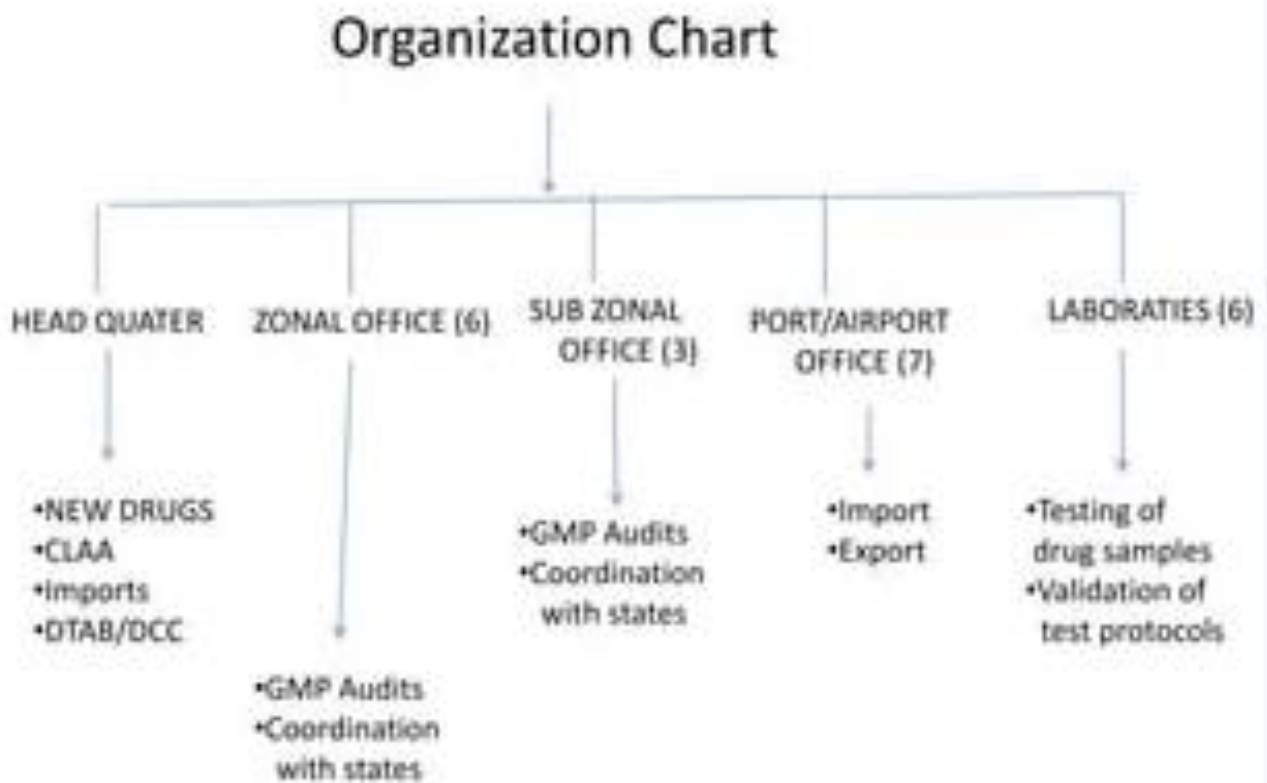 Organization Chart
HEAD QUATER
ZONAL OFFICE (6)
SUB ZONAL
OFFICE (3)
PORT/AIRPORT
OFFICE (7)
LABORATIES (6)
•NEW DRUGS
•CLAA
•Imports
•DTAB/DCC
•GMP Audits
•Coordination
with states
•GMP Audits
•Coordination
with states
•Import
•Export
•Testing of
drug samples
•Validation of
test protocols